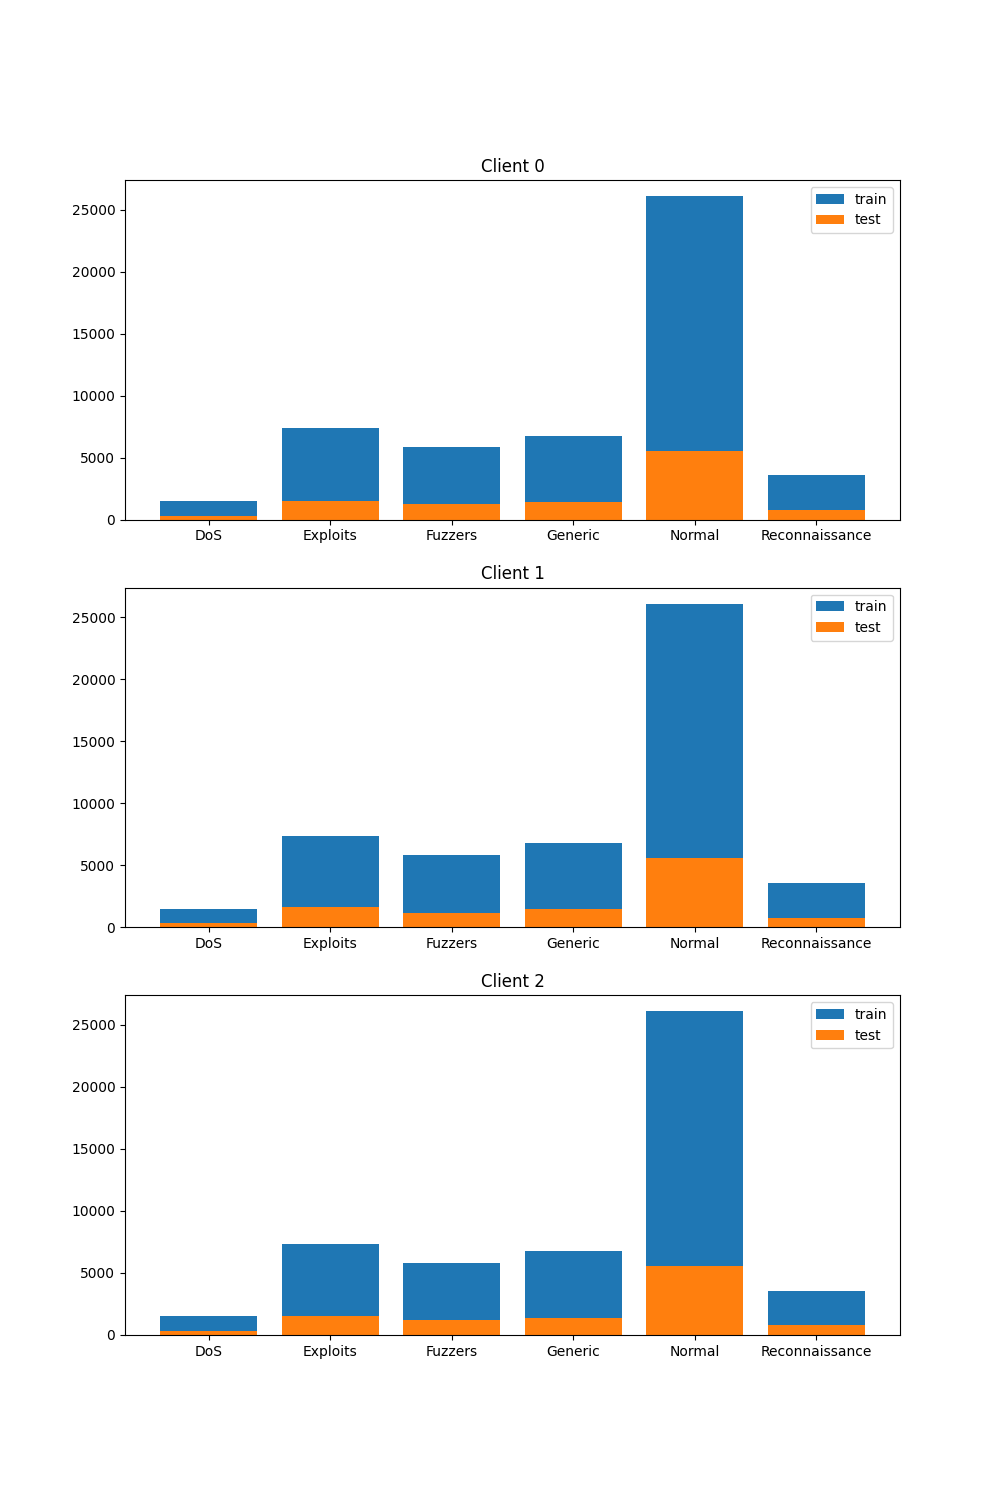 Client 0
25000
20000
15000
10000
5000
0
train
test
DoS Exploits Fuzzers Generic Normal Reconnaissance
Client 1
25000
20000
15000
10000
5000
0
train
test
DoS Exploits Fuzzers Generic Normal Reconnaissance
Client 2
25000
20000
15000
10000
5000
0
train
test
DoS Exploits Fuzzers Generic Normal Reconnaissance